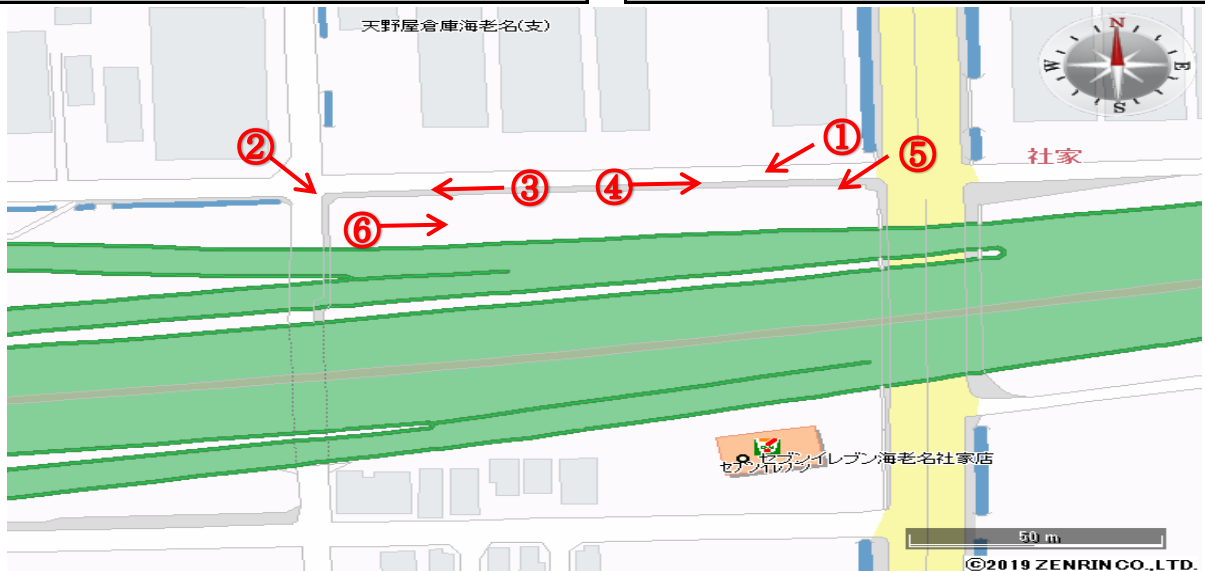 天野屋倉庫海老名(支)
N
W
E
S
①
②
⑤
社家
③
④
⑥
セブンイレブン海老名社家店
セブンイレブン
50 m
©2019 ZENRIN CO., LTD.